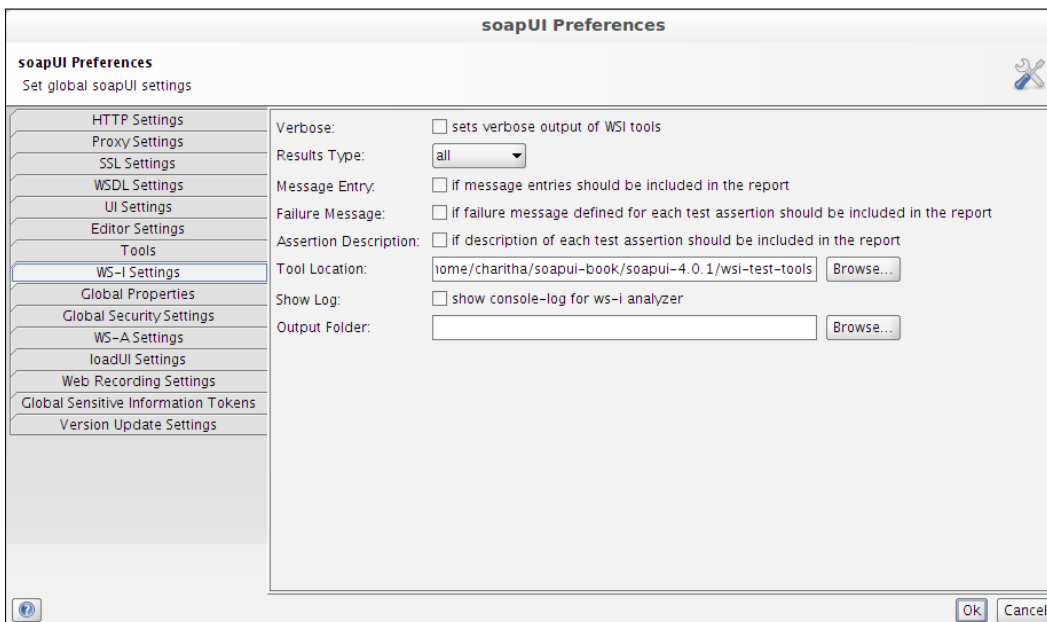 soapUI Preferences
soapUI Preferences
Set global soapUI settings
HTTP Settings
Proxy Settings
SSL Settings
WSDL Settings
UI Settings
Editor Settings
Tools
WS-I Settings
Global Properties
Global Security Settings
WS-A Settings
loadUI Settings
Web Recording Settings
Global Sensitive Information Tokens
Version Update Settings
Verbose: sets verbose output of WSI tools
Results Type: all
Message Entry: if message entries should be included in the report
Failure Message: if failure message defined for each test assertion should be included in the report
Assertion Description: if description of each test assertion should be included in the report
Tool Location: home/charitha/soapui-book/soapui-4.0.1/wsi-test-tools Browse...
Show Log: show console-log for ws-i analyzer
Output Folder: Browse...
Ok Cancel